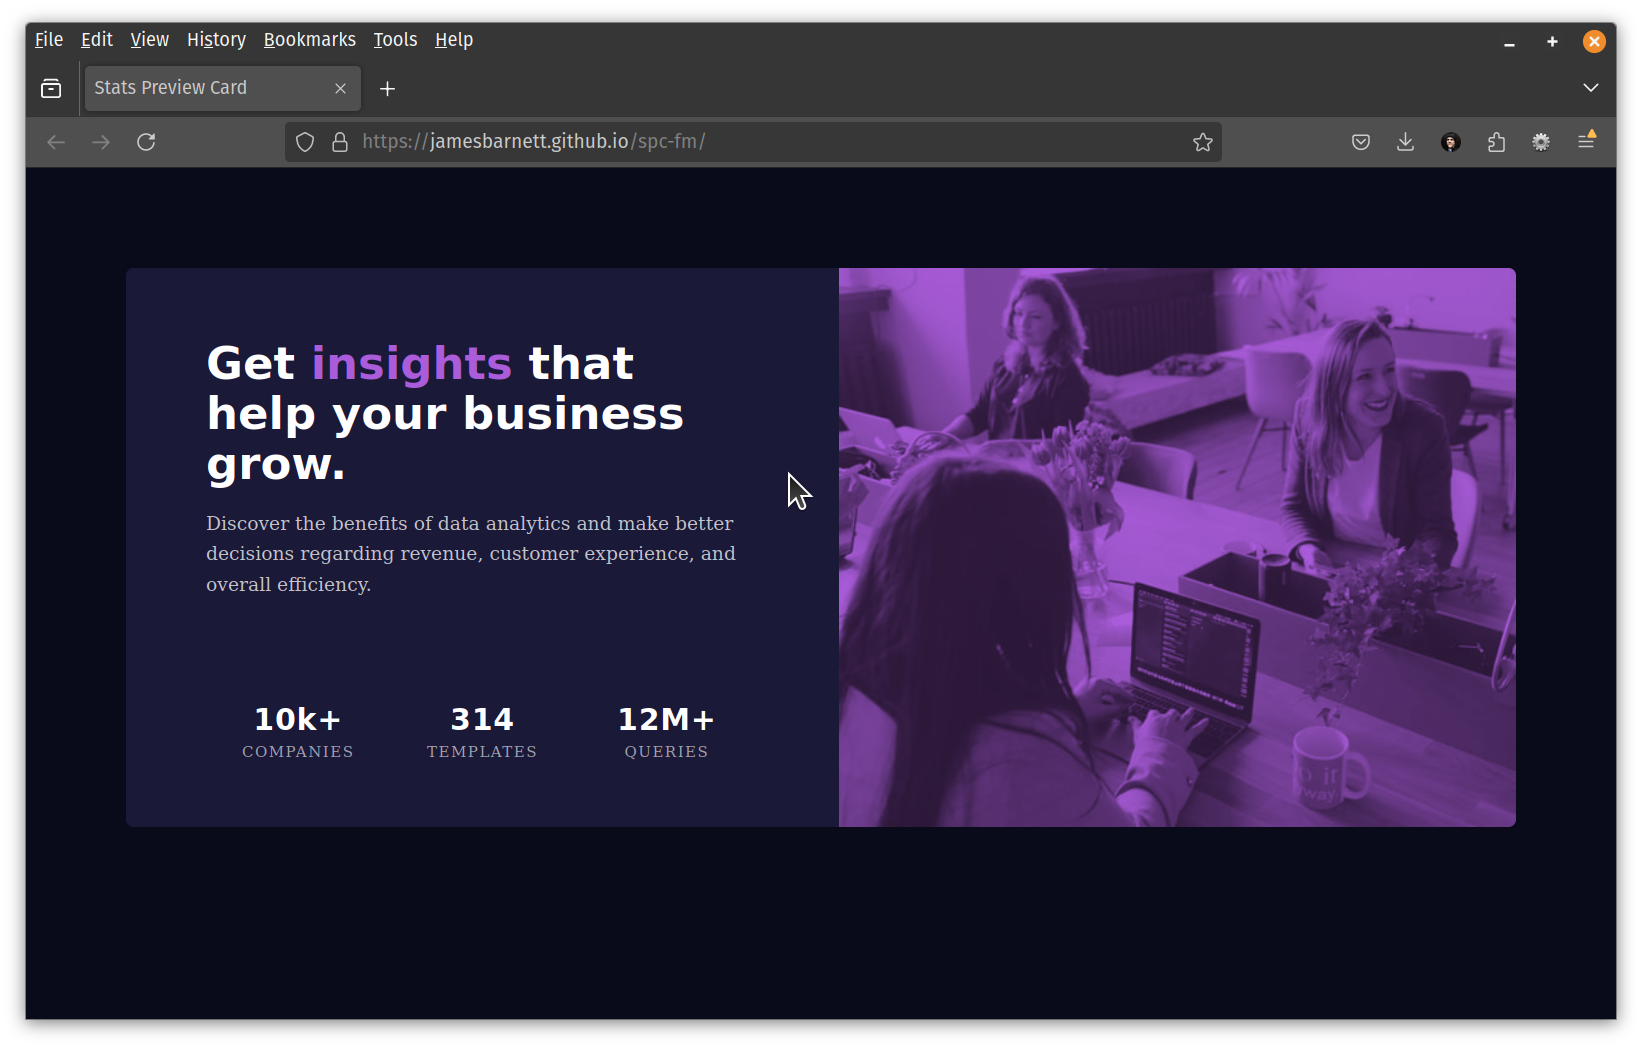 File Edit View History Bookmarks Tools Help
Stats Preview Card
https://jamesbarnett.github.io/spc-fm/
Get insights that
help your business
grow.
Discover the benefits of data analytics and make better
decisions regarding revenue, customer experience, and
overall efficiency.
10k+ 314 12M+
COMPANIES TEMPLATES QUERIES